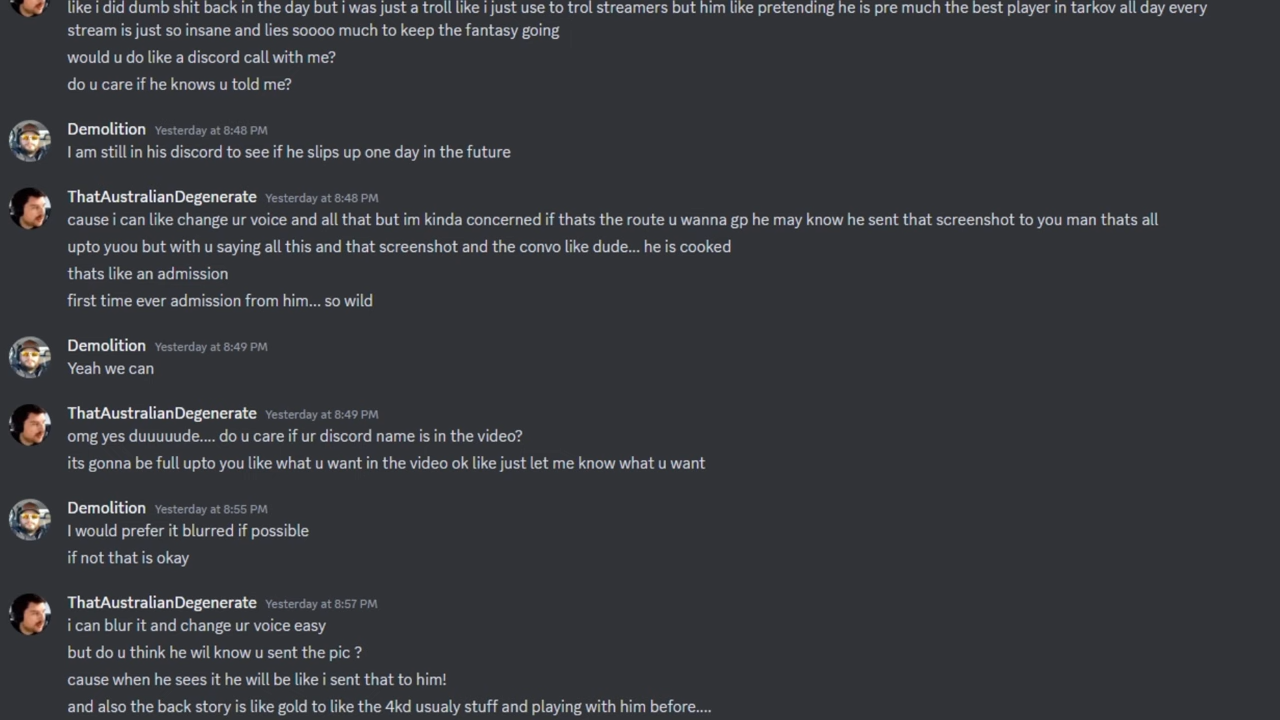 like i did dumb shit back in the day but i was just a troll like i just use to trol streamers but him like pretending he is pre much the best player in tarkov all day every
stream is just so insane and lies soooo much to keep the fantasy going
would u do like a discord call with me?
do u care if he knows u told me?
Demolition Yesterday at 8:48 PM
I am still in his discord to see if he slips up one day in the future
ThatAustralianDegenerate Yesterday at 8:48 PM
cause i can like change ur voice and all that but im kinda concerned if thats the route u wanna gp he may know he sent that screenshot to you man thats all
upto yuou but with u saying all this and that screenshot and the convo like dude... he is cooked
thats like an admission
first time ever admission from him... so wild
Demolition Yesterday at 8:49 PM
Yeah we can
ThatAustralianDegenerate Yesterday at 8:49 PM
omg yes duuuuude.... do u care if ur discord name is in the video?
its gonna be full upto you like what u want in the video ok like just let me know what u want
Demolition Yesterday at 8:55 PM
I would prefer it blurred if possible
if not that is okay
ThatAustralianDegenerate Yesterday at 8:57 PM
i can blur it and change ur voice easy
but do u think he wil know u sent the pic ?
cause when he sees it he will be like i sent that to him!
and also the back story is like gold to like the 4kd usualy stuff and playing with him before....